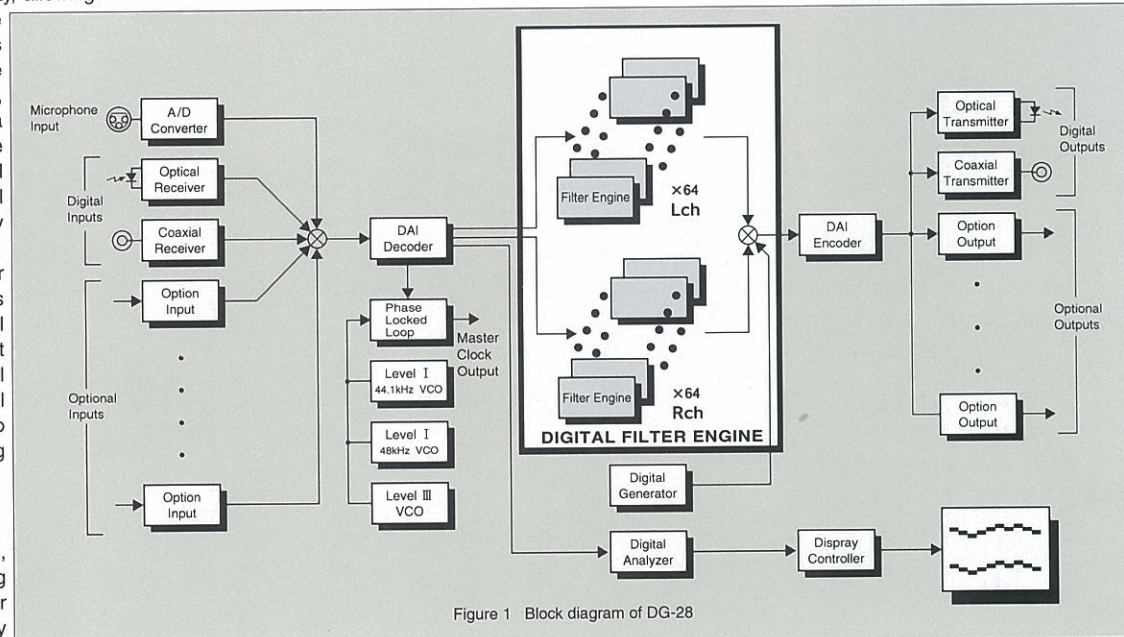 Microphone
Input
A/D
Converter
Digital
Inputs
Optical
Receiver
Coaxial
Receiver
Optional
Inputs
Option
Input
Option
Input
DAI
Decoder
Phase
Locked
Loop
Master
Clock
Output
Level I
44.1kHz VCO
Level I
48kHz VCO
Level III
VCO
Filter Engine
×64
Lch
Filter Engine
×64
Rch
DIGITAL FILTER ENGINE
Digital
Generator
Digital
Analyzer
DAI
Encoder
Dispray
Controller
Optical
Transmitter
Coaxial
Transmitter
Digital
Outputs
Option
Output
Optional
Outputs
Option
Output
Figure 1 Block diagram of DG-28